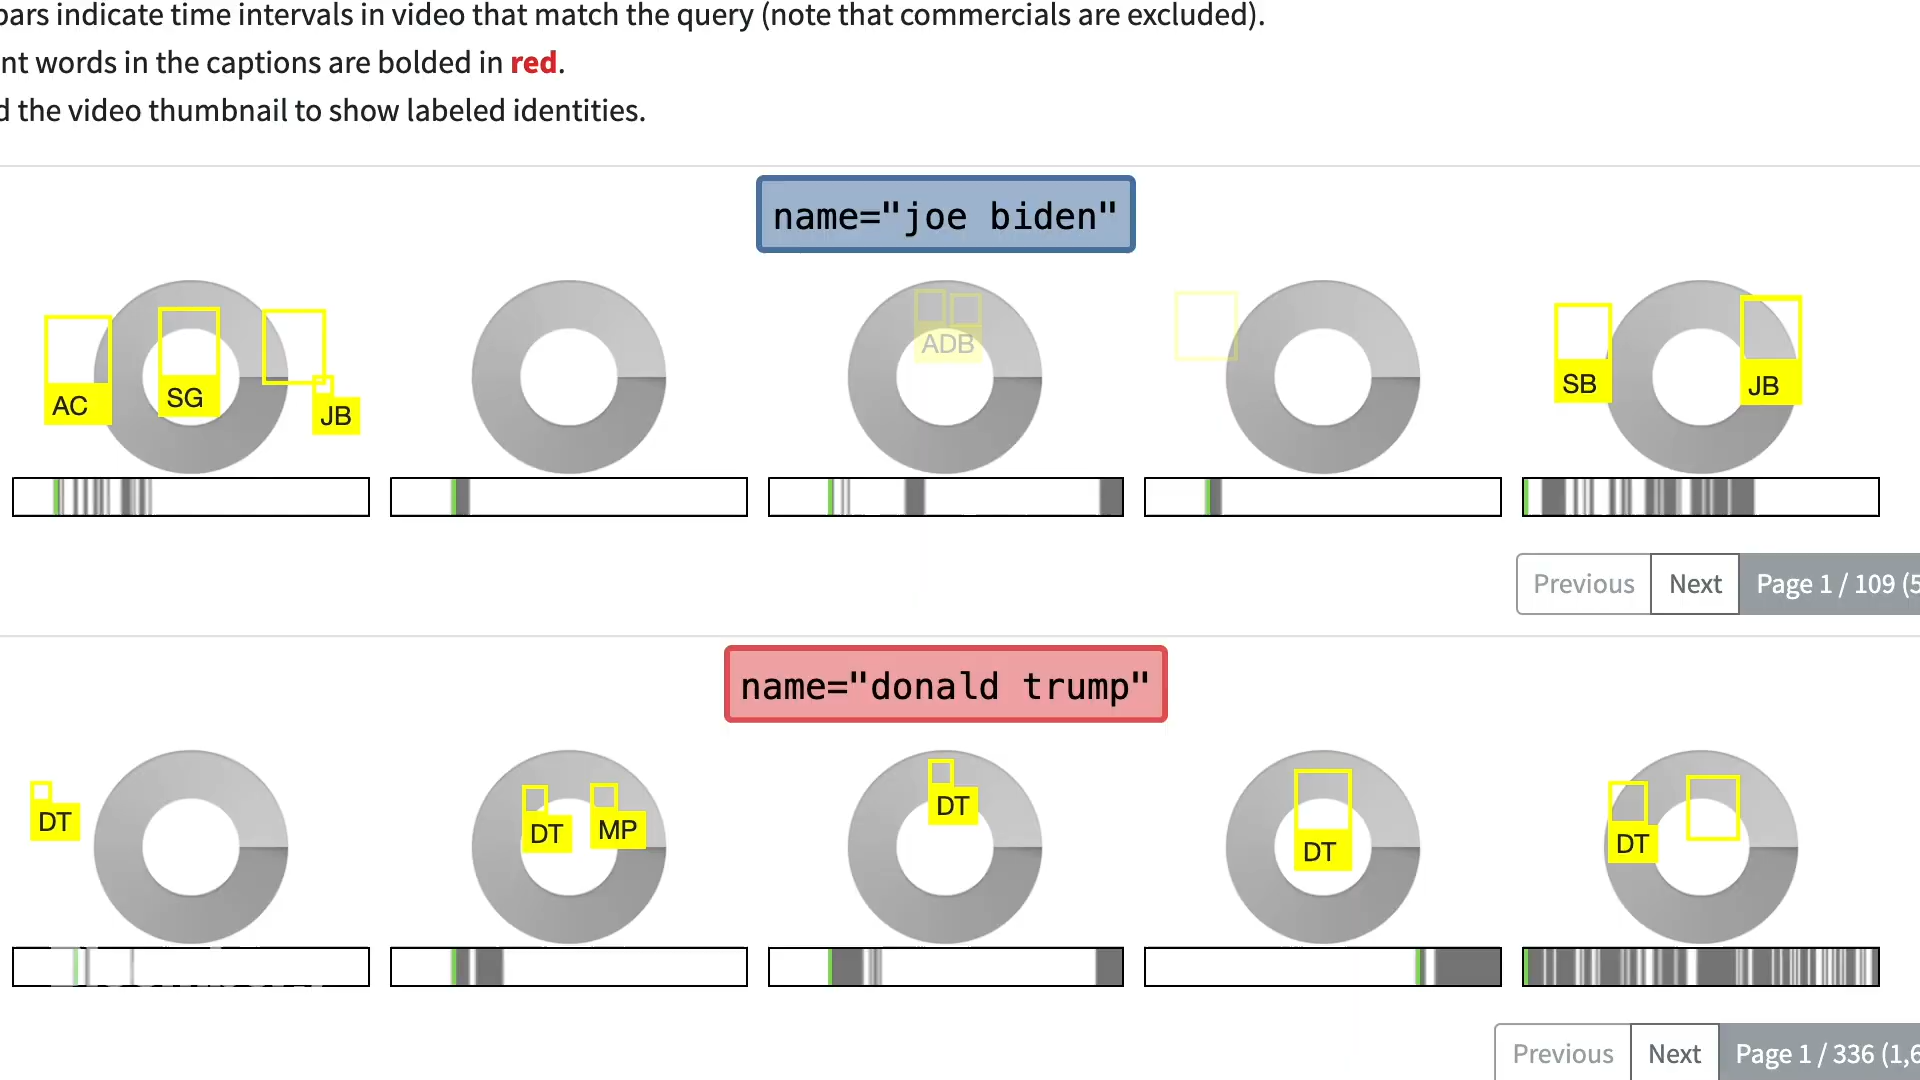 bars indicate time intervals in video that match the query (note that commercials are excluded).
nt words in the captions are bolded in red.
d the video thumbnail to show labeled identities.
name="joe biden"
AC SG JB ADB SB JB
Previous Next Page 1 / 109 (5
name="donald trump"
DT DT MP DT DT DT
Previous Next Page 1 / 336 (1,6